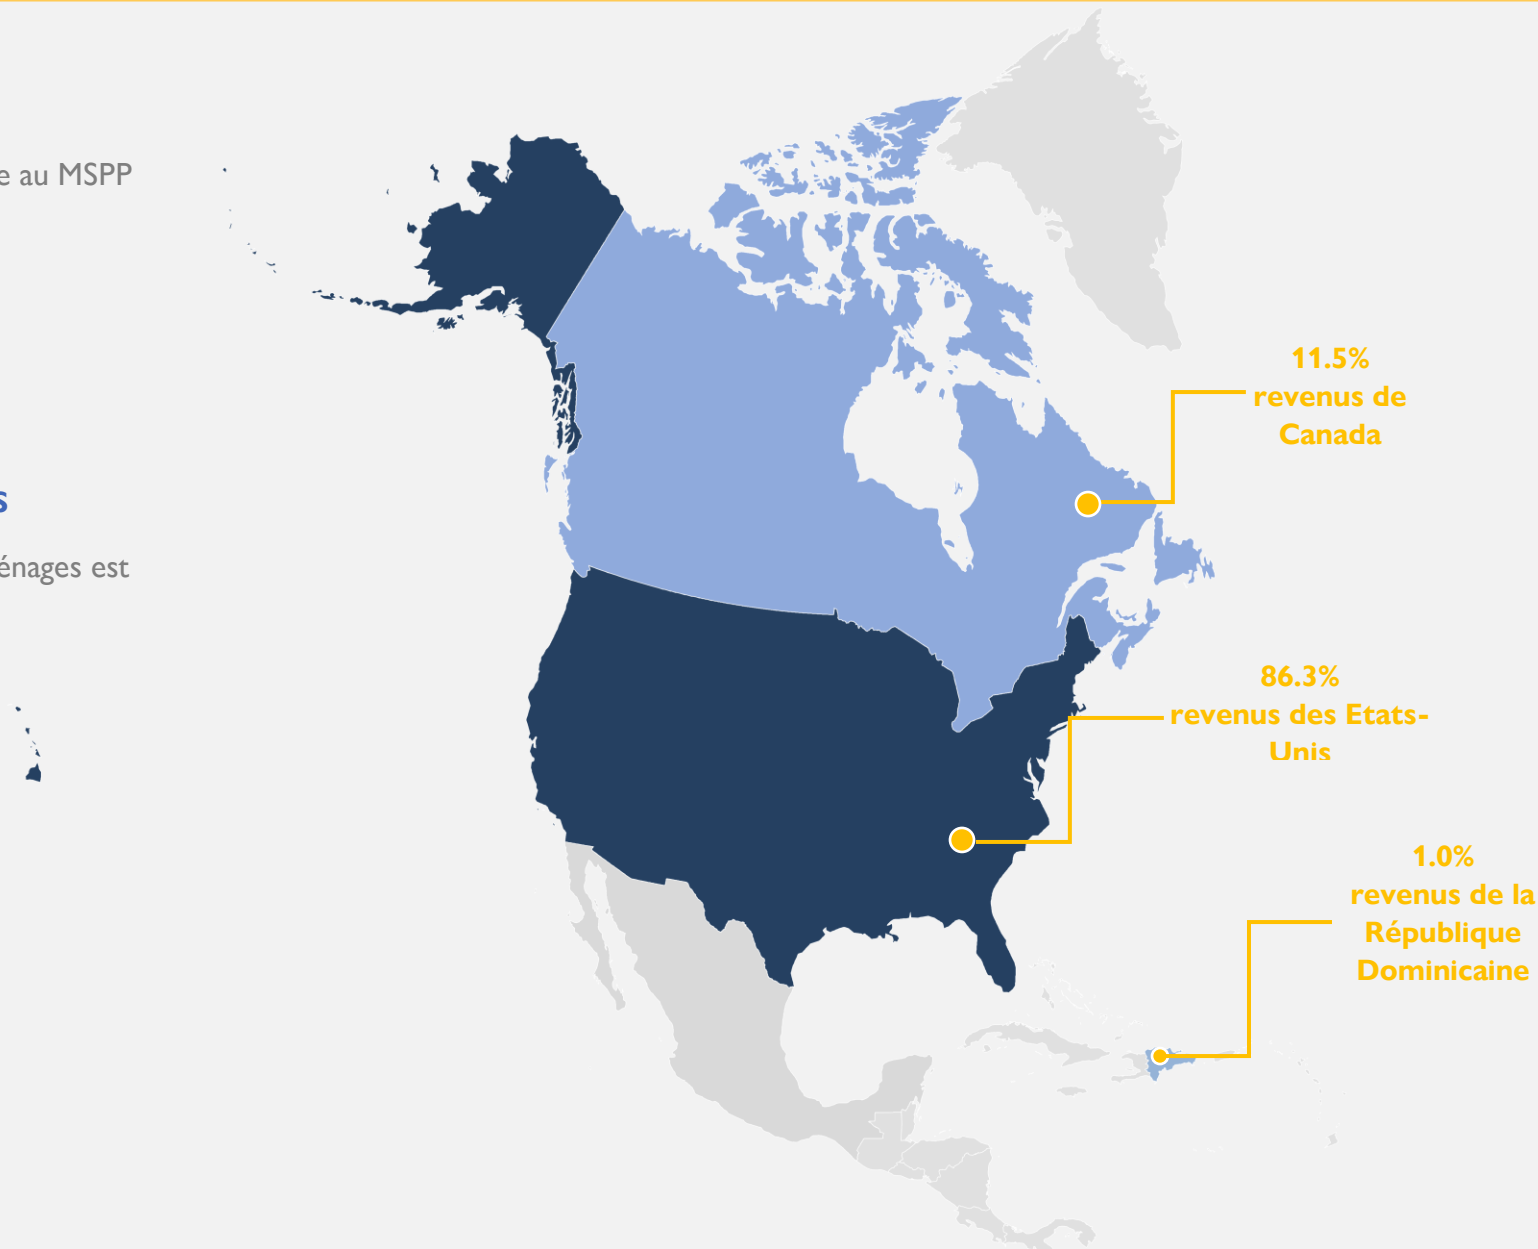 e au MSPP
s
énages est
11.5%
revenus de
Canada
86.3%
revenus des Etats-
Unis
1.0%
revenus de la
République
Dominicaine